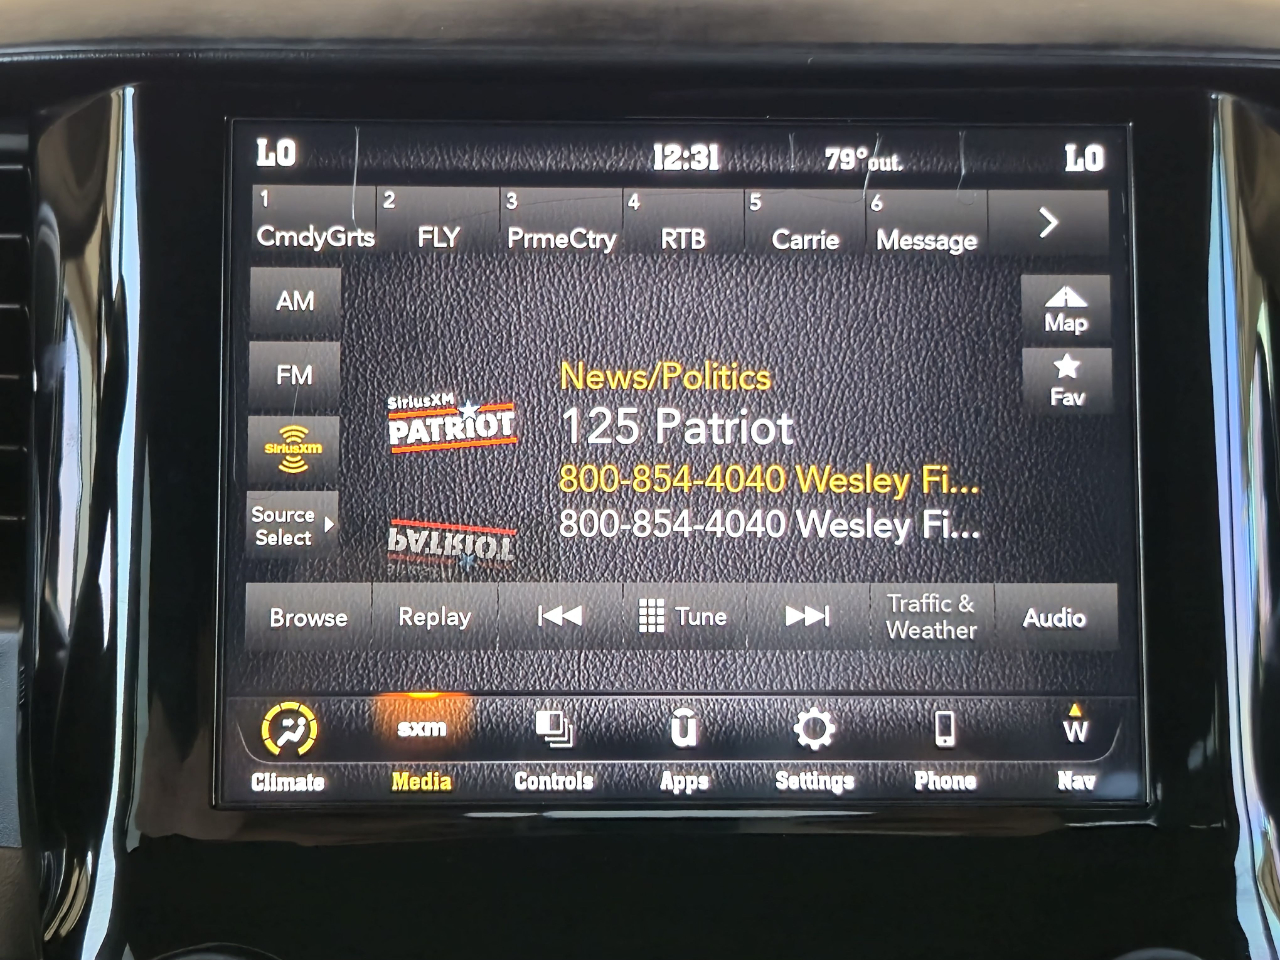 LO 12:31 79° out. LO
1 CmdyGrts
2 FLY
3 PrmeCtry
4 RTB
5 Carrie
6 Message
AM
FM
SiriusXM
Source
Select
Map
Fav
SiriusXM
PATRIOT
News/Politics
125 Patriot
800-854-4040 Wesley Fi...
800-854-4040 Wesley Fi...
PATRIOT
Browse
Replay
Tune
Traffic &
Weather
Audio
Climate
sxm
Media
Controls
u
Apps
Settings
Phone
W
Nav